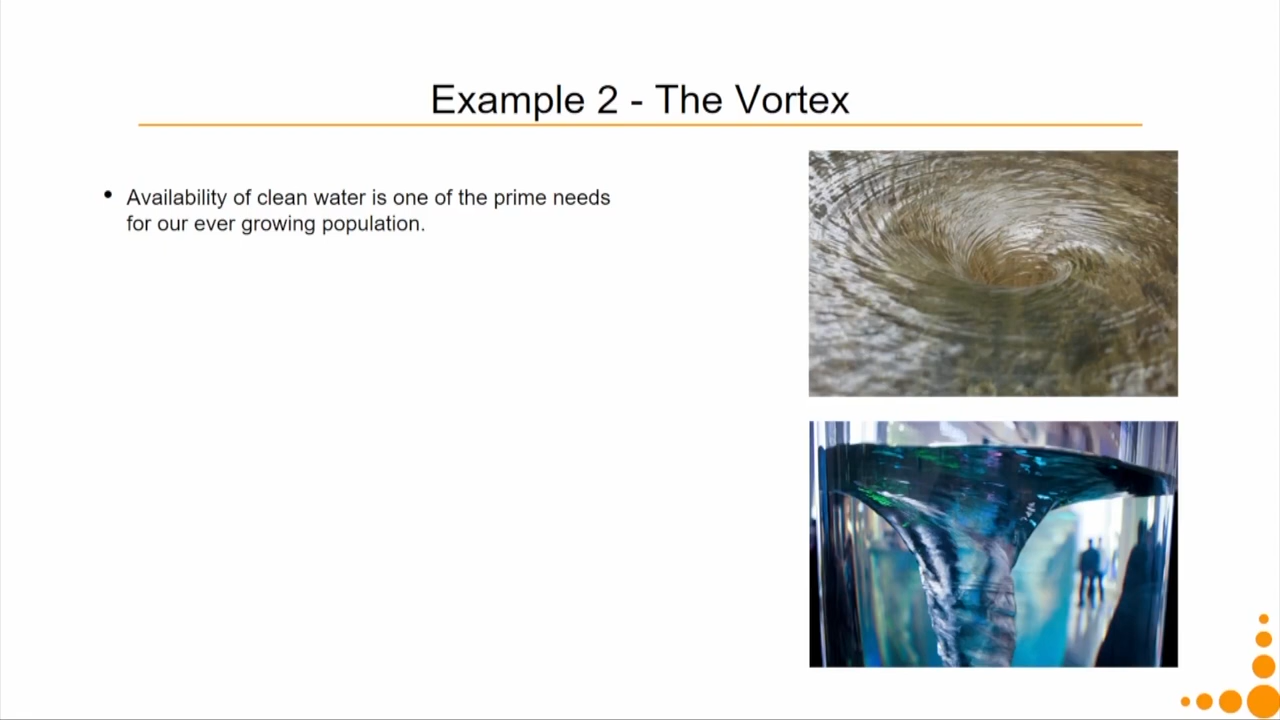 Example 2 - The Vortex
• Availability of clean water is one of the prime needs
for our ever growing population.